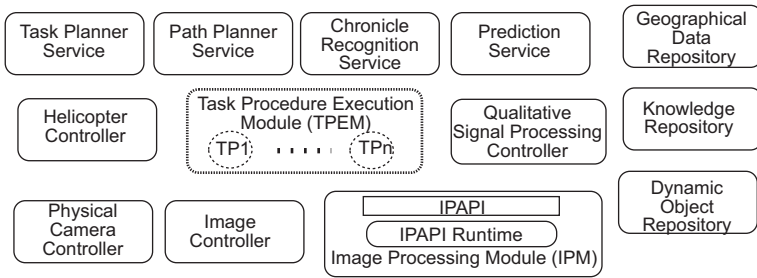 Task Planner
Service
Path Planner
Service
Chronicle
Recognition
Service
Prediction
Service
Geographical
Data
Repository
Helicopter
Controller
Task Procedure Execution
Module (TPEM)
TP1
TPn
Qualitative
Signal Processing
Controller
Knowledge
Repository
Physical
Camera
Controller
Image
Controller
IPAPI
IPAPI Runtime
Image Processing Module (IPM)
Dynamic
Object
Repository